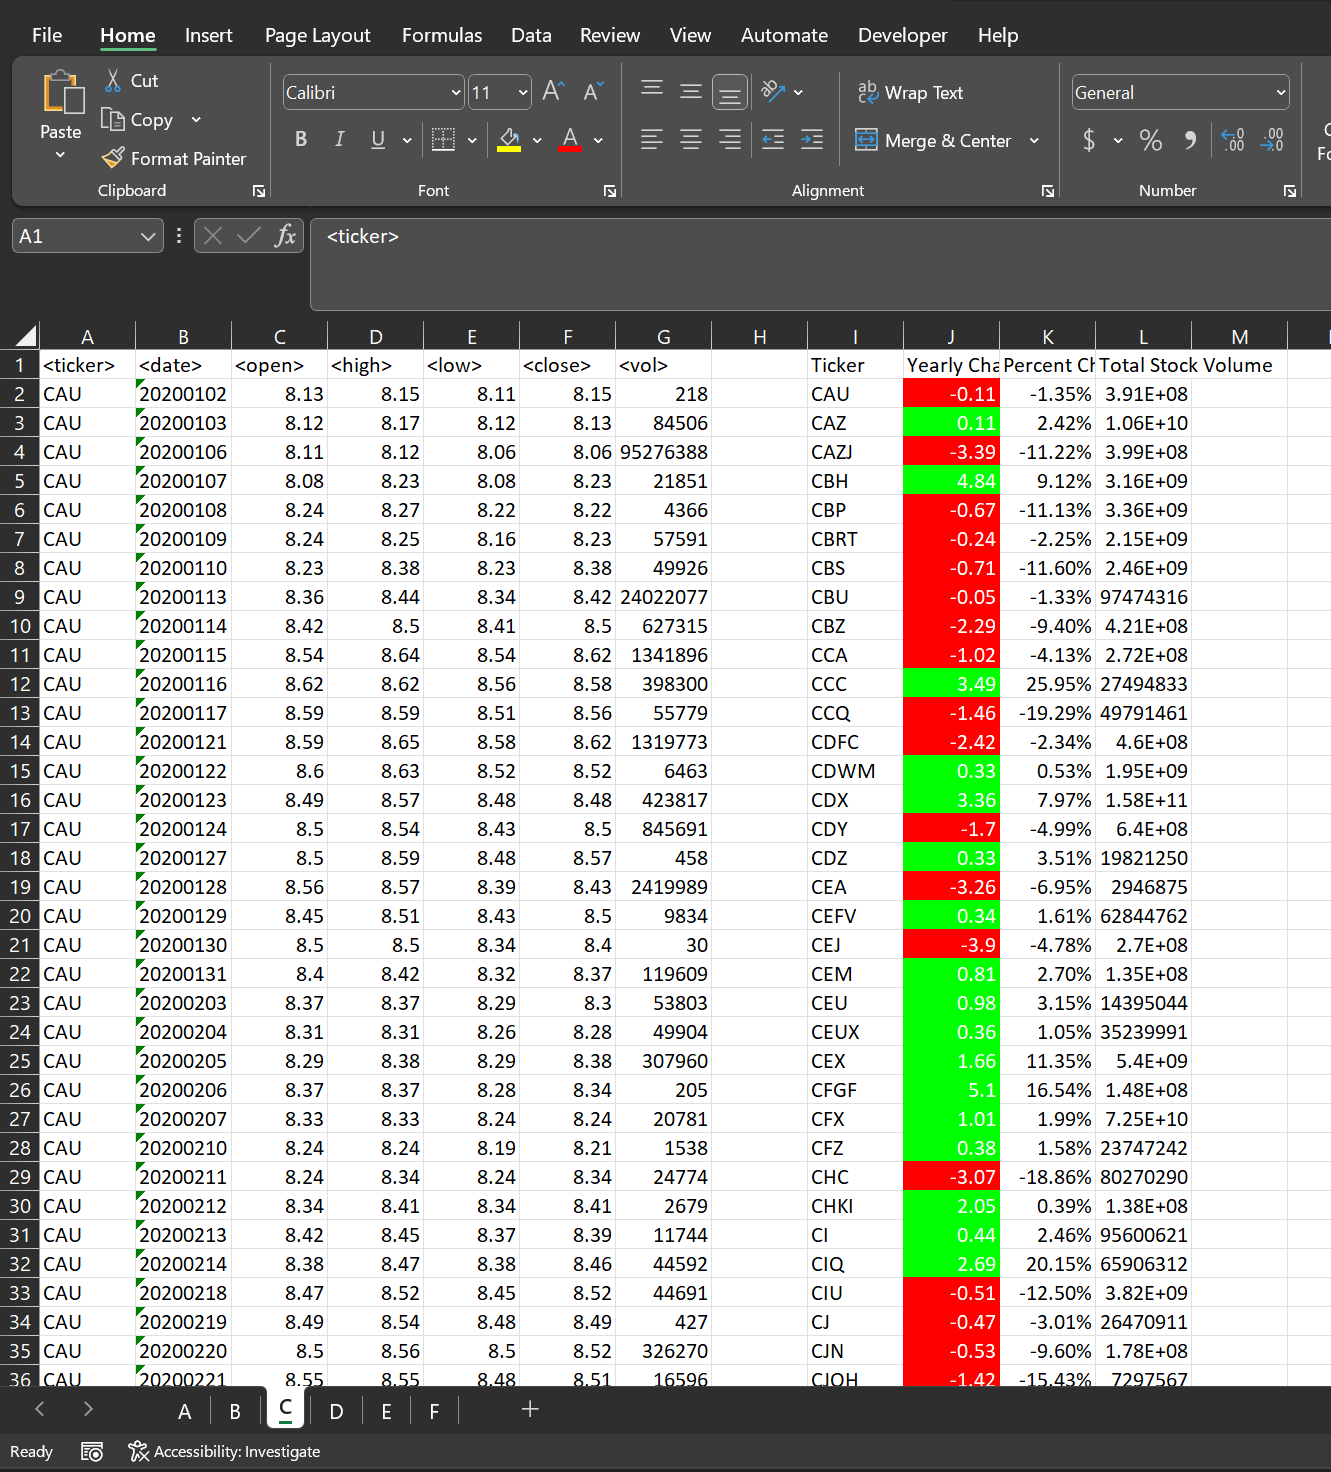 File Home Insert Page Layout Formulas Data Review View Automate Developer Help
Paste
Cut
Copy
Format Painter
Clipboard
Calibri 11
B I U
Font
ab Wrap Text
Merge & Center
Alignment
General
$ % 9
Number
A1 fx <ticker>
A B C D E F G H I J K L M
1 <ticker> <date> <open> <high> <low> <close> <vol> Ticker Yearly Cha Percent Ch Total Stock Volume
2 CAU 20200102 8.13 8.15 8.11 8.15 218 CAU -0.11 -1.35% 3.91E+08
3 CAU 20200103 8.12 8.17 8.12 8.13 84506 CAZ 0.11 2.42% 1.06E+10
4 CAU 20200106 8.11 8.12 8.06 8.06 95276388 CAZJ -3.39 -11.22% 3.99E+08
5 CAU 20200107 8.08 8.23 8.08 8.23 21851 CBH 4.84 9.12% 3.16E+09
6 CAU 20200108 8.24 8.27 8.22 8.22 4366 CBP -0.67 -11.13% 3.36E+09
7 CAU 20200109 8.24 8.25 8.16 8.23 57591 CBRT -0.24 -2.25% 2.15E+09
8 CAU 20200110 8.23 8.38 8.23 8.38 49926 CBS -0.71 -11.60% 2.46E+09
9 CAU 20200113 8.36 8.44 8.34 8.42 24022077 CBU -0.05 -1.33% 97474316
10 CAU 20200114 8.42 8.5 8.41 8.5 627315 CBZ -2.29 -9.40% 4.21E+08
11 CAU 20200115 8.54 8.64 8.54 8.62 1341896 CCA -1.02 -4.13% 2.72E+08
12 CAU 20200116 8.62 8.62 8.56 8.58 398300 CCC 3.49 25.95% 27494833
13 CAU 20200117 8.59 8.59 8.51 8.56 55779 CCQ -1.46 -19.29% 49791461
14 CAU 20200121 8.59 8.65 8.58 8.62 1319773 CDFC -2.42 -2.34% 4.6E+08
15 CAU 20200122 8.6 8.63 8.52 8.52 6463 CDWM 0.33 0.53% 1.95E+09
16 CAU 20200123 8.49 8.57 8.48 8.48 423817 CDX 3.36 7.97% 1.58E+11
17 CAU 20200124 8.5 8.54 8.43 8.5 845691 CDY -1.7 -4.99% 6.4E+08
18 CAU 20200127 8.5 8.59 8.48 8.57 458 CDZ 0.33 3.51% 19821250
19 CAU 20200128 8.56 8.57 8.39 8.43 2419989 CEA -3.26 -6.95% 2946875
20 CAU 20200129 8.45 8.51 8.43 8.5 9834 CEFV 0.34 1.61% 62844762
21 CAU 20200130 8.5 8.5 8.34 8.4 30 CEJ -3.9 -4.78% 2.7E+08
22 CAU 20200131 8.4 8.42 8.32 8.37 119609 CEM 0.81 2.70% 1.35E+08
23 CAU 20200203 8.37 8.37 8.29 8.3 53803 CEU 0.98 3.15% 14395044
24 CAU 20200204 8.31 8.31 8.26 8.28 49904 CEUX 0.36 1.05% 35239991
25 CAU 20200205 8.29 8.38 8.29 8.38 307960 CEX 1.66 11.35% 5.4E+09
26 CAU 20200206 8.37 8.37 8.28 8.34 205 CFGF 5.1 16.54% 1.48E+08
27 CAU 20200207 8.33 8.33 8.24 8.24 20781 CFX 1.01 1.99% 7.25E+10
28 CAU 20200210 8.24 8.24 8.19 8.21 1538 CFZ 0.38 1.58% 23747242
29 CAU 20200211 8.24 8.34 8.24 8.34 24774 CHC -3.07 -18.86% 80270290
30 CAU 20200212 8.34 8.41 8.34 8.41 2679 CHKI 2.05 0.39% 1.38E+08
31 CAU 20200213 8.42 8.45 8.37 8.39 11744 CI 0.44 2.46% 95600621
32 CAU 20200214 8.38 8.47 8.38 8.46 44592 CIQ 2.69 20.15% 65906312
33 CAU 20200218 8.47 8.52 8.45 8.52 44691 CIU -0.51 -12.50% 3.82E+09
34 CAU 20200219 8.49 8.54 8.48 8.49 427 CJ -0.47 -3.01% 26470911
35 CAU 20200220 8.5 8.56 8.5 8.52 326270 CJN -0.53 -9.60% 1.78E+08
36 CAU 20200221 8.55 8.55 8.48 8.51 16596 CJOH -1.42 -15.43% 7297567
A B C D E F +
Ready Accessibility: Investigate